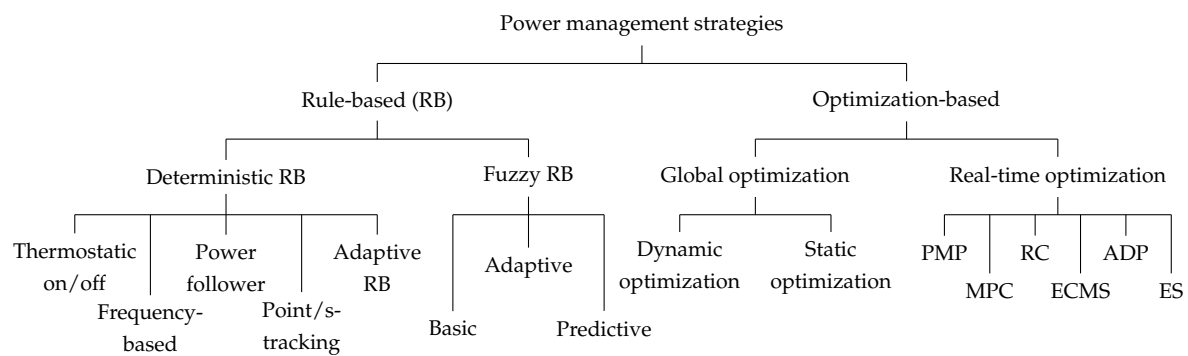 Power management strategies
Rule-based (RB)
Optimization-based
Deterministic RB
Fuzzy RB
Global optimization
Real-time optimization
Thermostatic
on/off
Frequency-
based
Power
follower
Point/s-
tracking
Adaptive
RB
Basic
Adaptive
Predictive
Dynamic
optimization
Static
optimization
PMP
MPC
RC
ECMS
ADP
ES